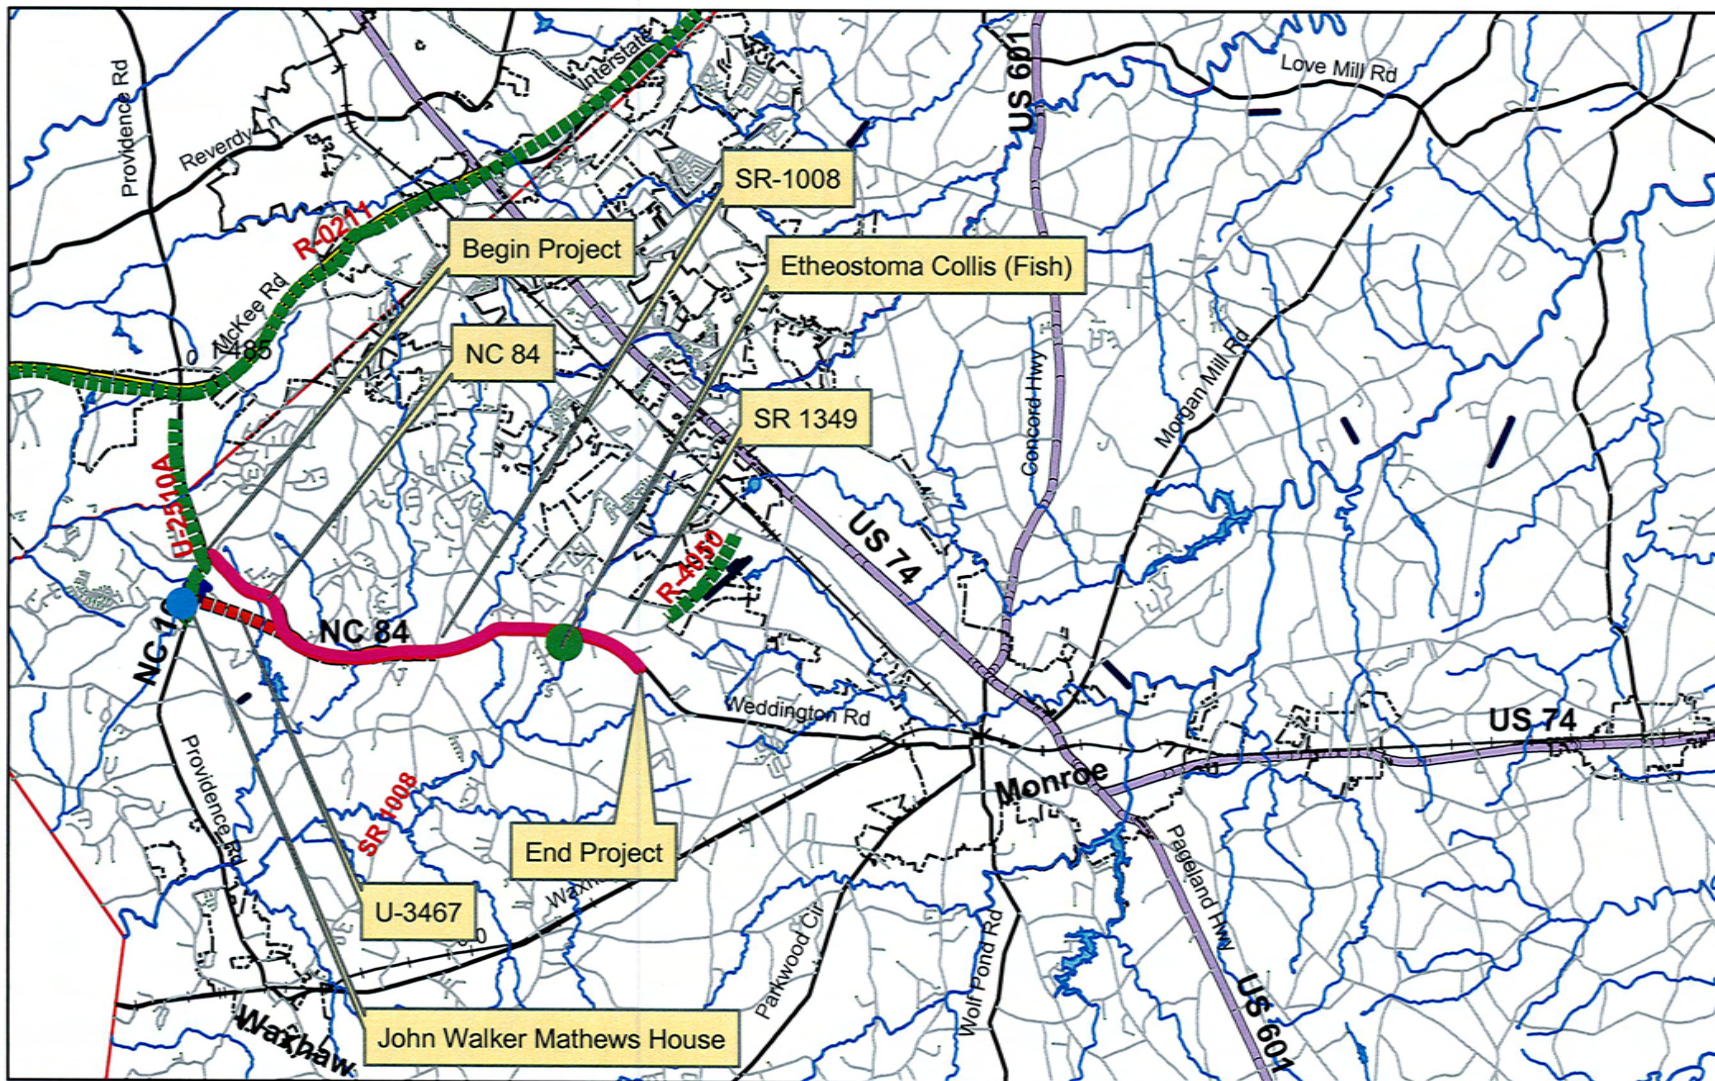 Providence Rd
Reverdy Ln
Interstate
US 601
Love Mill Rd
SR-1008
R-0211
Begin Project
Etheostoma Collis (Fish)
McKee Rd
I-485
NC 84
SR 1349
Concord Hwy
Morgan Mill Rd
U-2510A
US 74
R-4050
NC 84
NC 1
Weddington Rd
US 74
Providence Rd
Monroe
SR 1008
End Project
Pageland Hwy
U-3467
Parkwood Cir
Wolf Pond Rd
US 601
Waxhaw
John Walker Mathews House